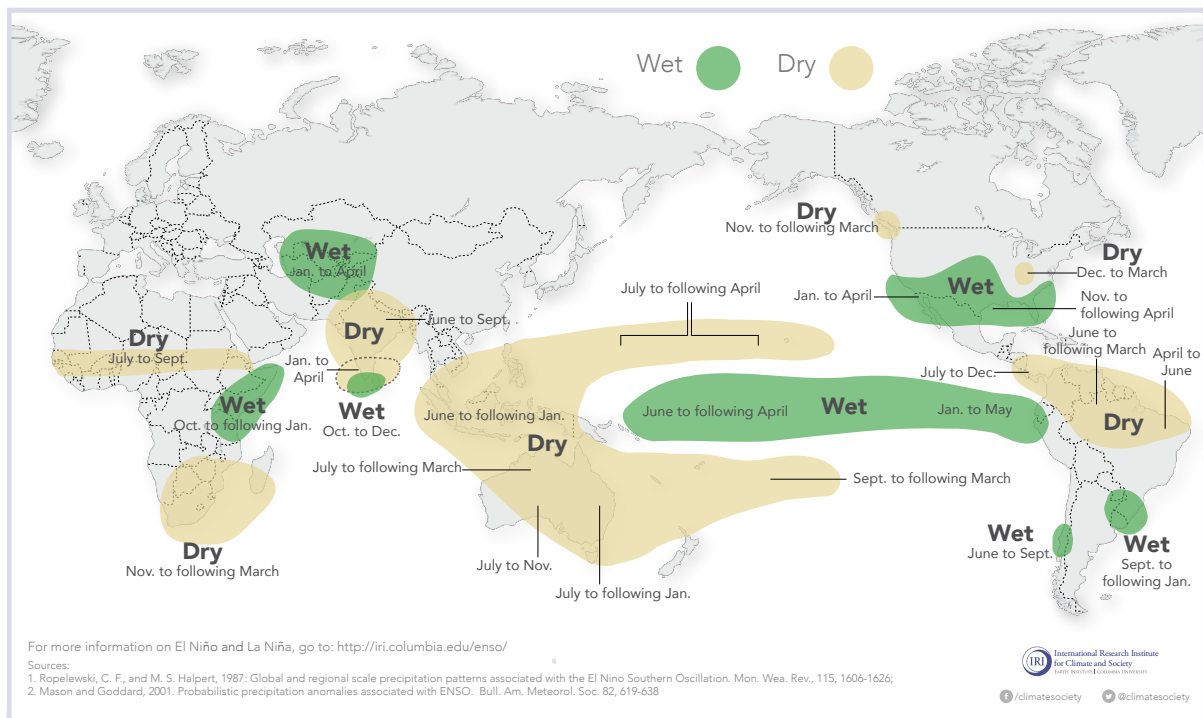 Wet
Dry
Dry
Nov. to following March
Dry
Dec. to March
Wet
Jan. to April
Wet
Jan. to April
Nov. to
following April
July to following April
Dry
June to Sept.
Dry
July to Sept.
Jan. to
April
June to
following March
April to
June
July to Dec.
Wet
Oct. to following Jan.
Wet
Oct. to Dec.
June to following Jan.
Dry
June to following April
Wet
Jan. to May
Dry
July to following March
Sept. to following March
Dry
Nov. to following March
July to Nov.
July to following Jan.
Wet
June to Sept.
Wet
Sept. to
following Jan.
For more information on El Niño and La Niña, go to: http://iri.columbia.edu/enso/
Sources:
1. Ropelewski, C. F., and M. S. Halpert, 1987: Global and regional scale precipitation patterns associated with the El Nino Southern Oscillation. Mon. Wea. Rev., 115, 1606-1626;
2. Mason and Goddard, 2001. Probabilistic precipitation anomalies associated with ENSO. Bull. Am. Meteorol. Soc. 82, 619-638
IRI
International Research Institute
for Climate and Society
EARTH INSTITUTE | COLUMBIA UNIVERSITY
/climatesociety
@climatesociety